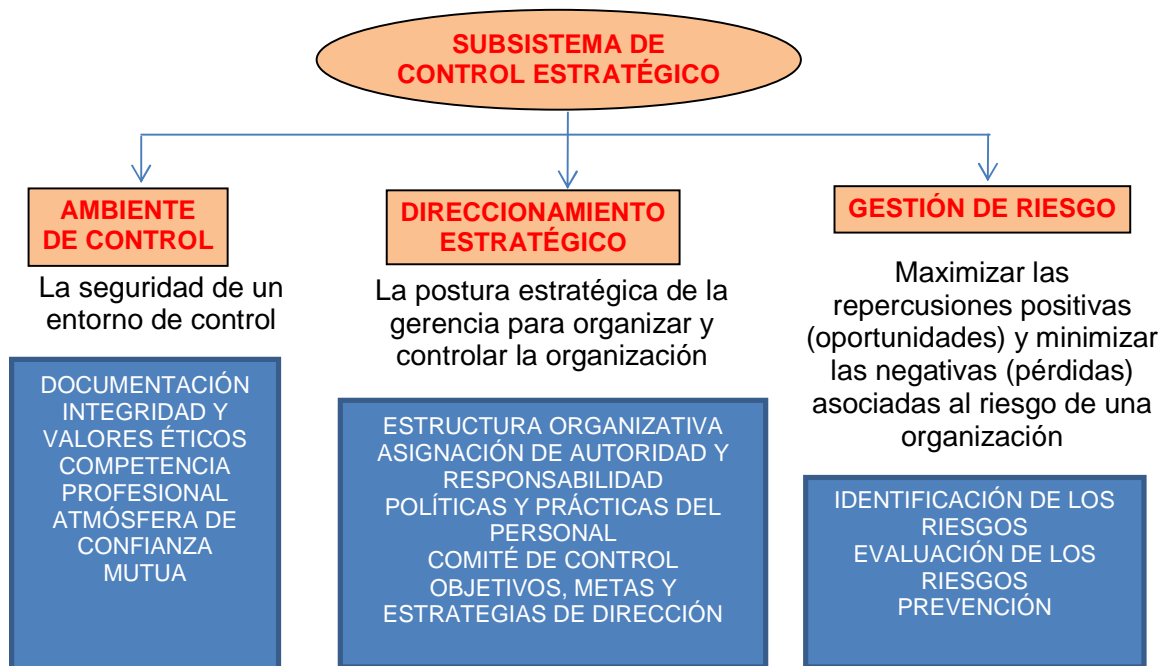 SUBSISTEMA DE
CONTROL ESTRATÉGICO
AMBIENTE
DE CONTROL
La seguridad de un
entorno de control
DOCUMENTACIÓN
INTEGRIDAD Y
VALORES ÉTICOS
COMPETENCIA
PROFESIONAL
ATMÓSFERA DE
CONFIANZA
MUTUA
DIRECCIONAMIENTO
ESTRATÉGICO
La postura estratégica de la
gerencia para organizar y
controlar la organización
ESTRUCTURA ORGANIZATIVA
ASIGNACIÓN DE AUTORIDAD Y
RESPONSABILIDAD
POLÍTICAS Y PRÁCTICAS DEL
PERSONAL
COMITÉ DE CONTROL
OBJETIVOS, METAS Y
ESTRATEGIAS DE DIRECCIÓN
GESTIÓN DE RIESGO
Maximizar las
repercusiones positivas
(oportunidades) y minimizar
las negativas (pérdidas)
asociadas al riesgo de una
organización
IDENTIFICACIÓN DE LOS
RIESGOS
EVALUACIÓN DE LOS
RIESGOS
PREVENCIÓN